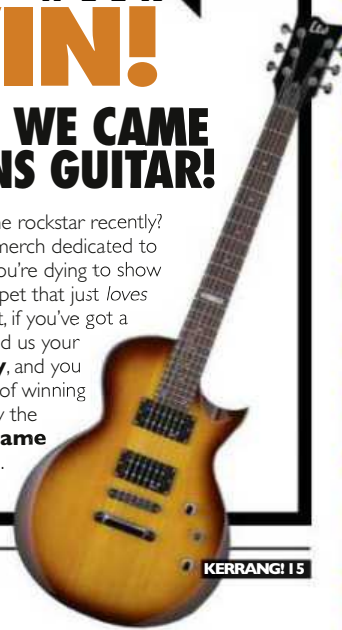 IN!
WE CAME
NS GUITAR!
ne rockstar recently?
merch dedicated to
ou're dying to show
pet that just loves
t, if you've got a
d us your
y, and you
of winning
y the
ame
.
KERRANG! 15